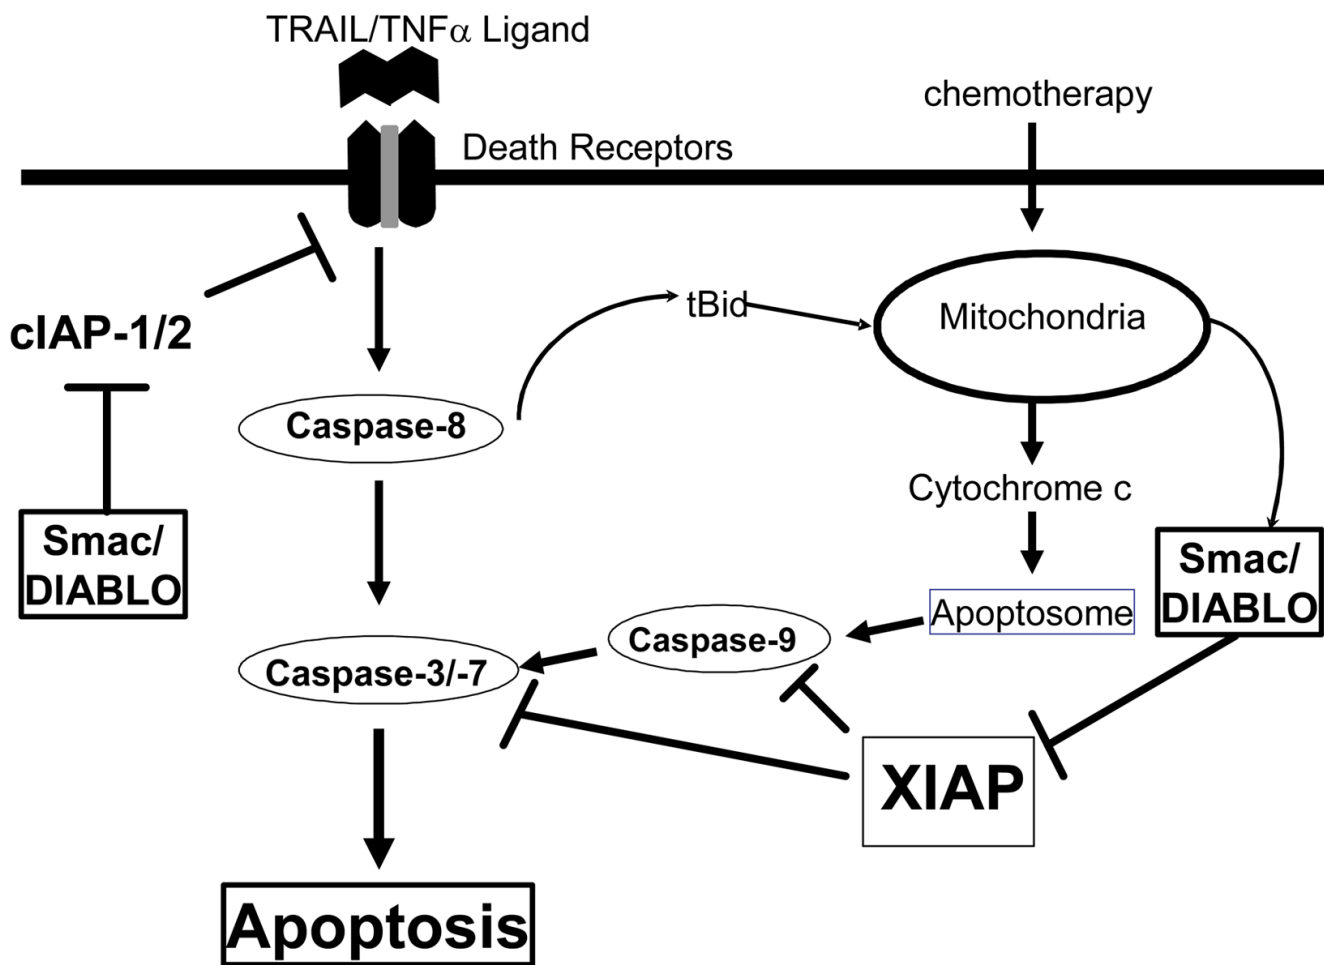 TRAIL/TNFα Ligand
chemotherapy
Death Receptors
tBid
Mitochondria
cIAP-1/2
Caspase-8
Cytochrome c
Smac/
DIABLO
Smac/
DIABLO
Apoptosome
Caspase-9
Caspase-3/-7
XIAP
Apoptosis